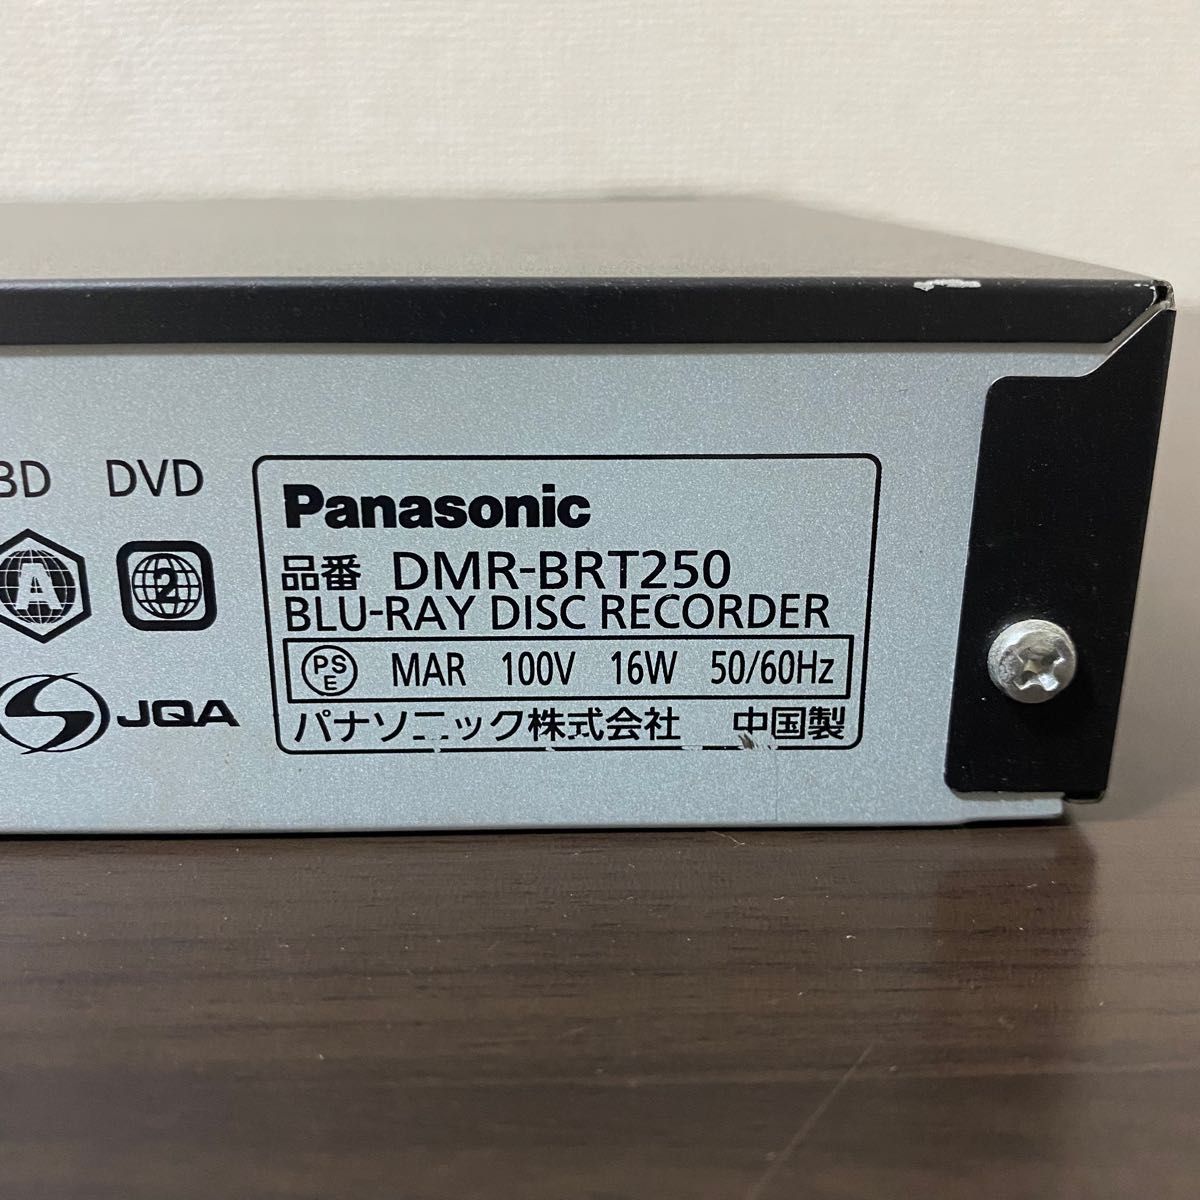 BD DVD
A 2
JQA
Panasonic
品番 DMR-BRT250
BLU-RAY DISC RECORDER
PSE MAR 100V 16W 50/60Hz
パナソニック株式会社 中国製